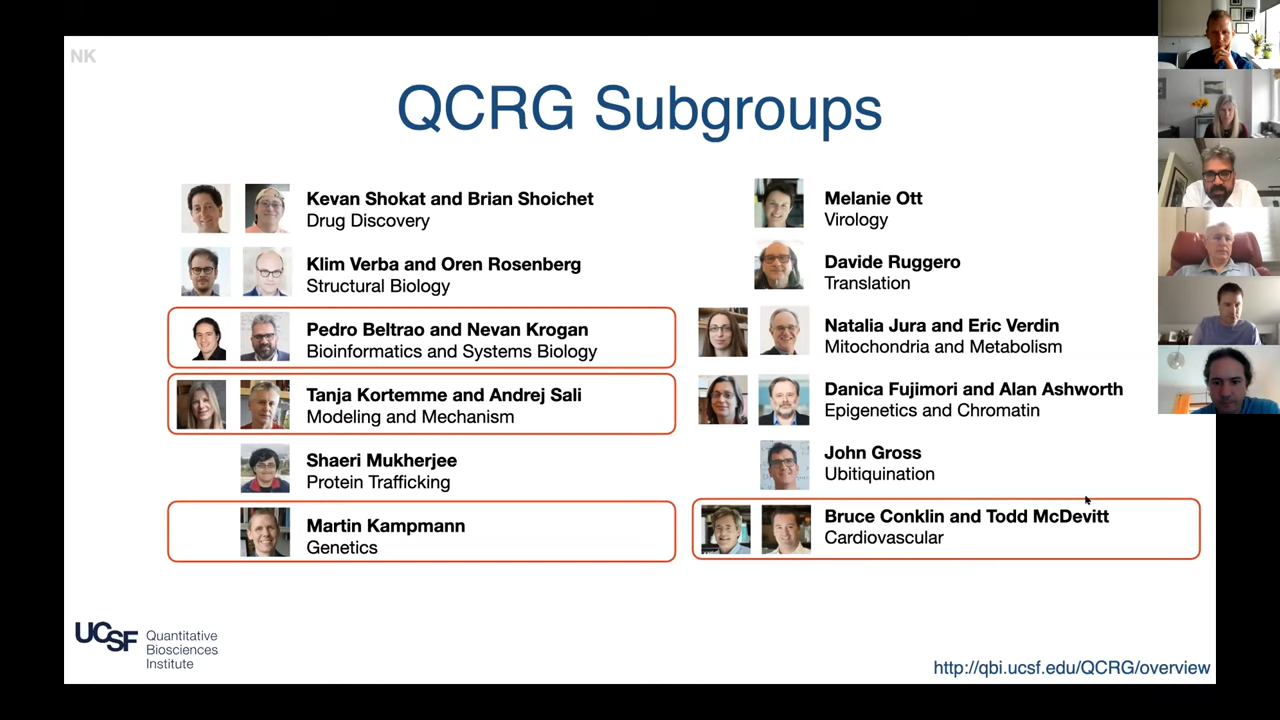 NK
QCRG Subgroups
Kevan Shokat and Brian Shoichet
Drug Discovery
Klim Verba and Oren Rosenberg
Structural Biology
Pedro Beltrao and Nevan Krogan
Bioinformatics and Systems Biology
Tanja Kortemme and Andrej Sali
Modeling and Mechanism
Shaeri Mukherjee
Protein Trafficking
Martin Kampmann
Genetics
Melanie Ott
Virology
Davide Ruggero
Translation
Natalia Jura and Eric Verdin
Mitochondria and Metabolism
Danica Fujimori and Alan Ashworth
Epigenetics and Chromatin
John Gross
Ubitiquination
Bruce Conklin and Todd McDevitt
Cardiovascular
UCSF
Quantitative
Biosciences
Institute
http://qbi.ucsf.edu/QCRG/overview